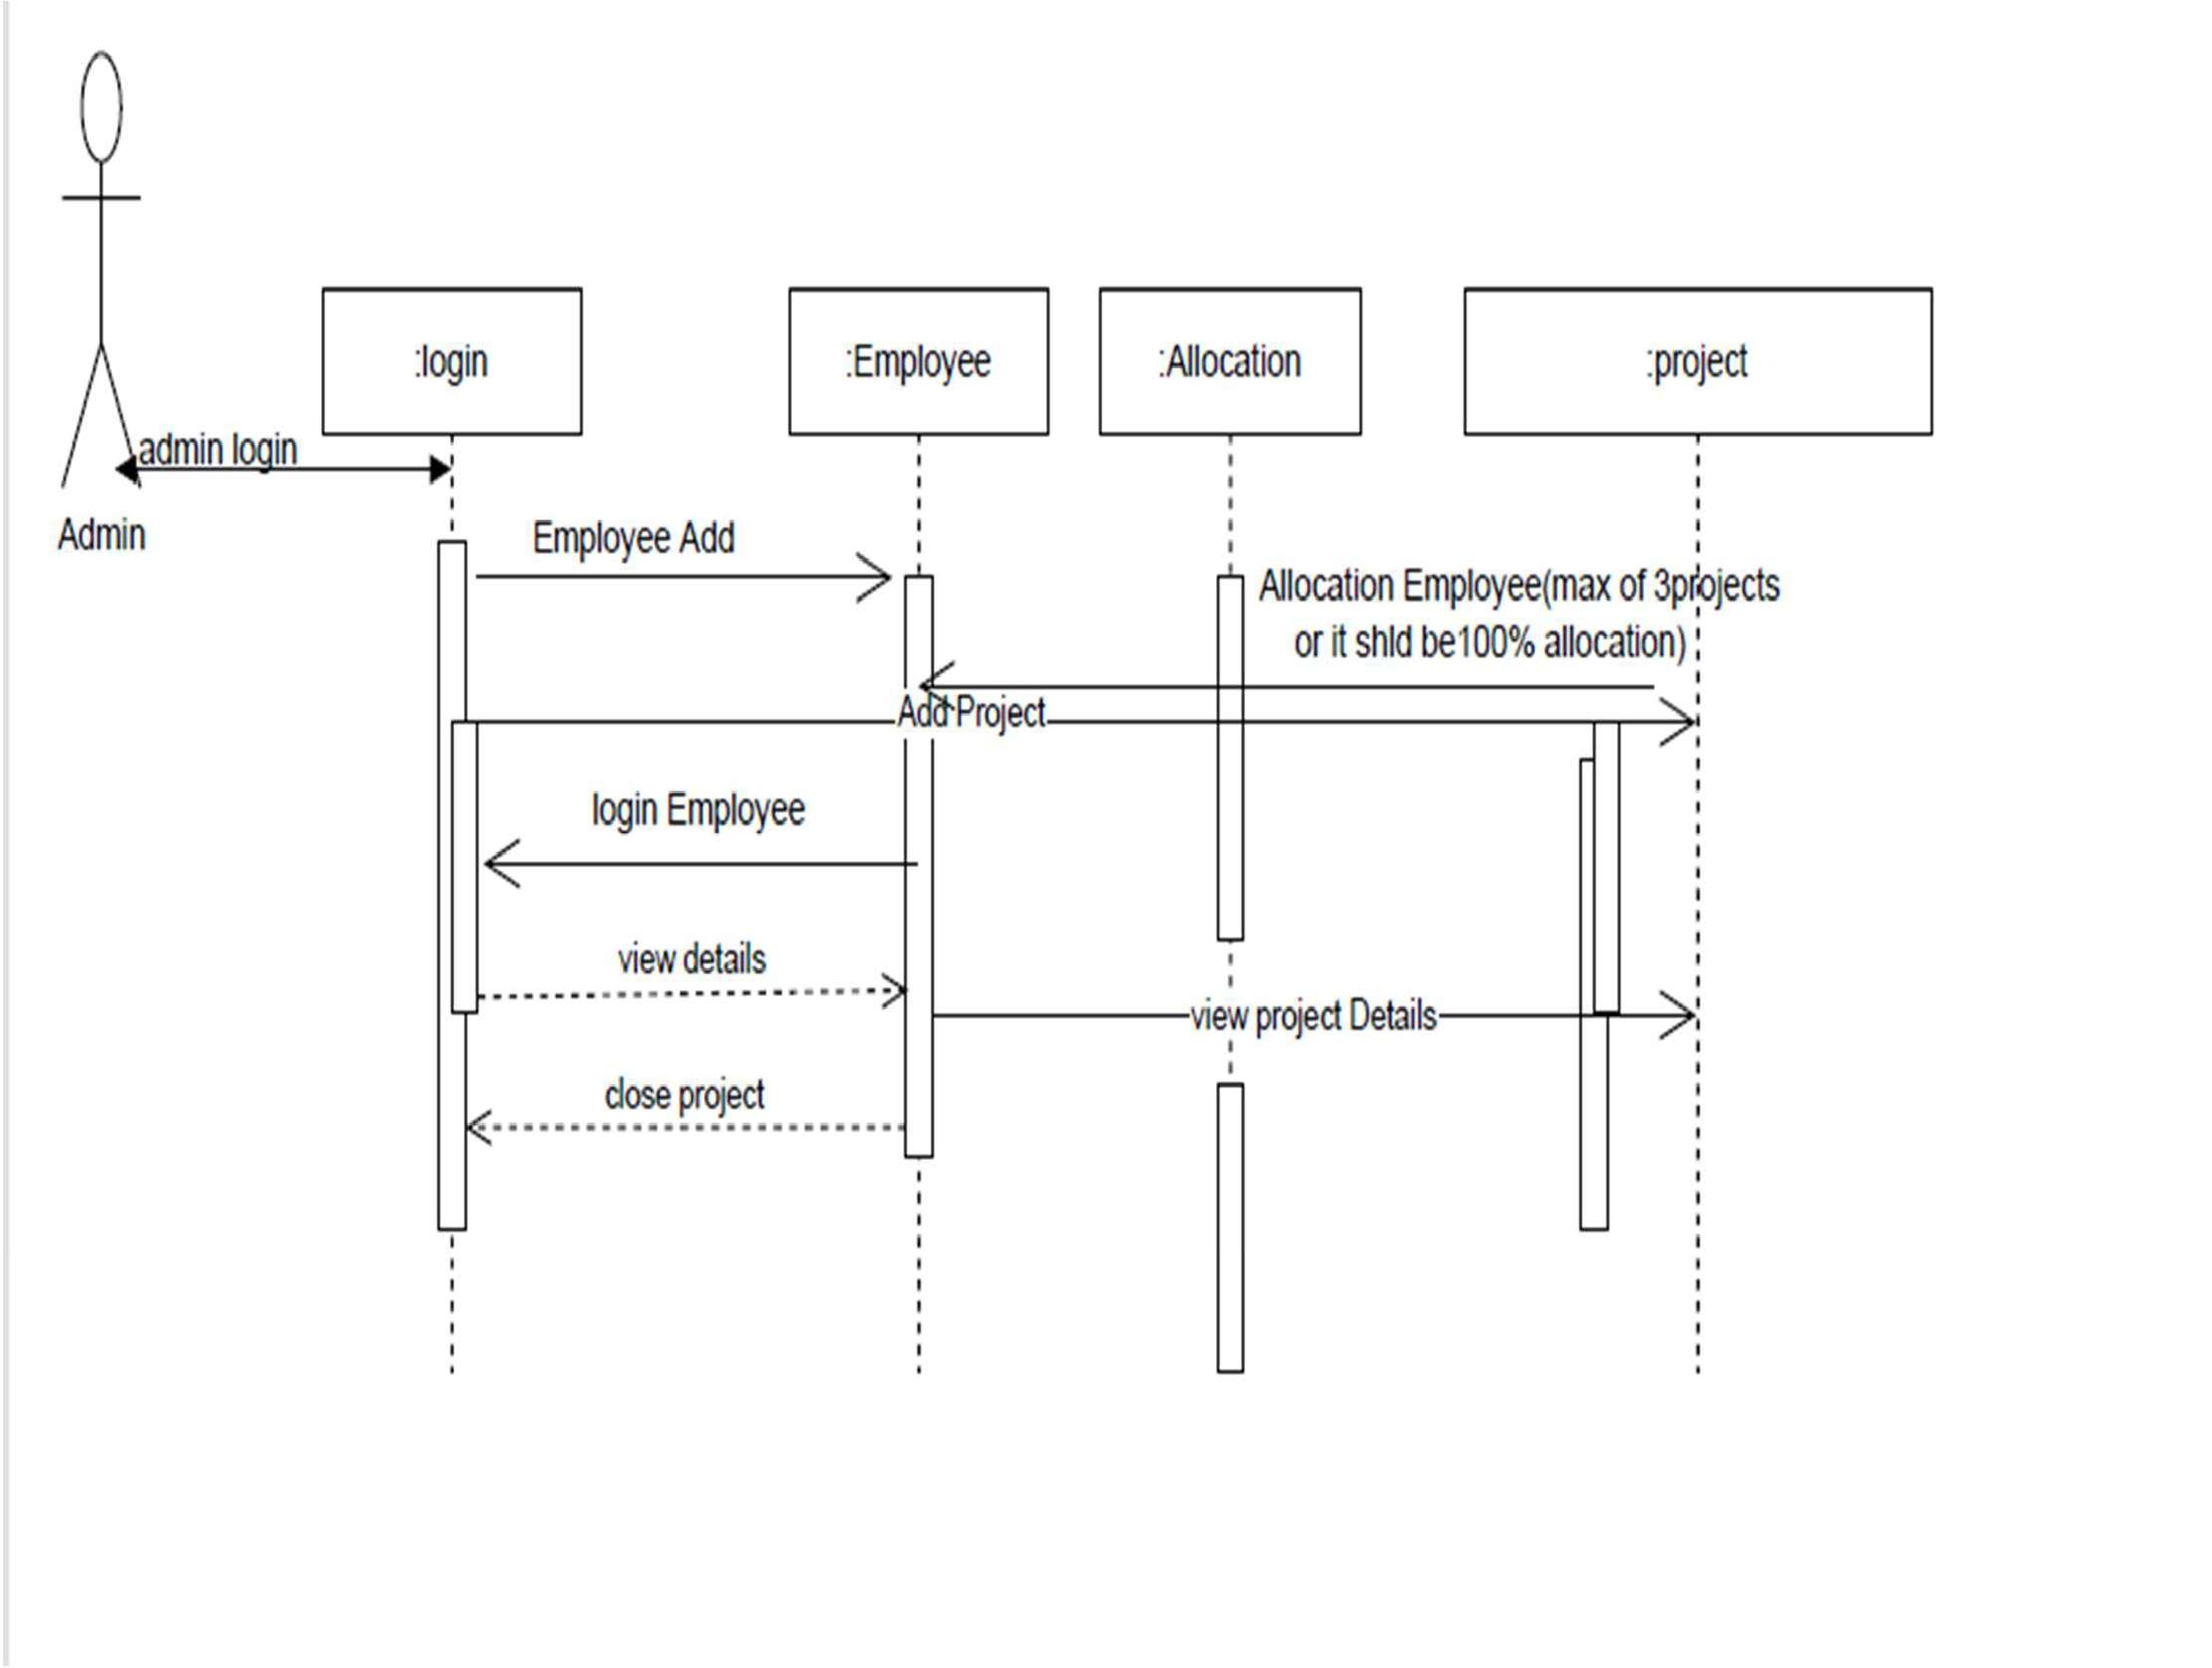 :login
:Employee
:Allocation
:project
admin login
Admin
Employee Add
Allocation Employee(max of 3projects
or it shld be100% allocation)
Add Project
login Employee
view details
view project Details
close project